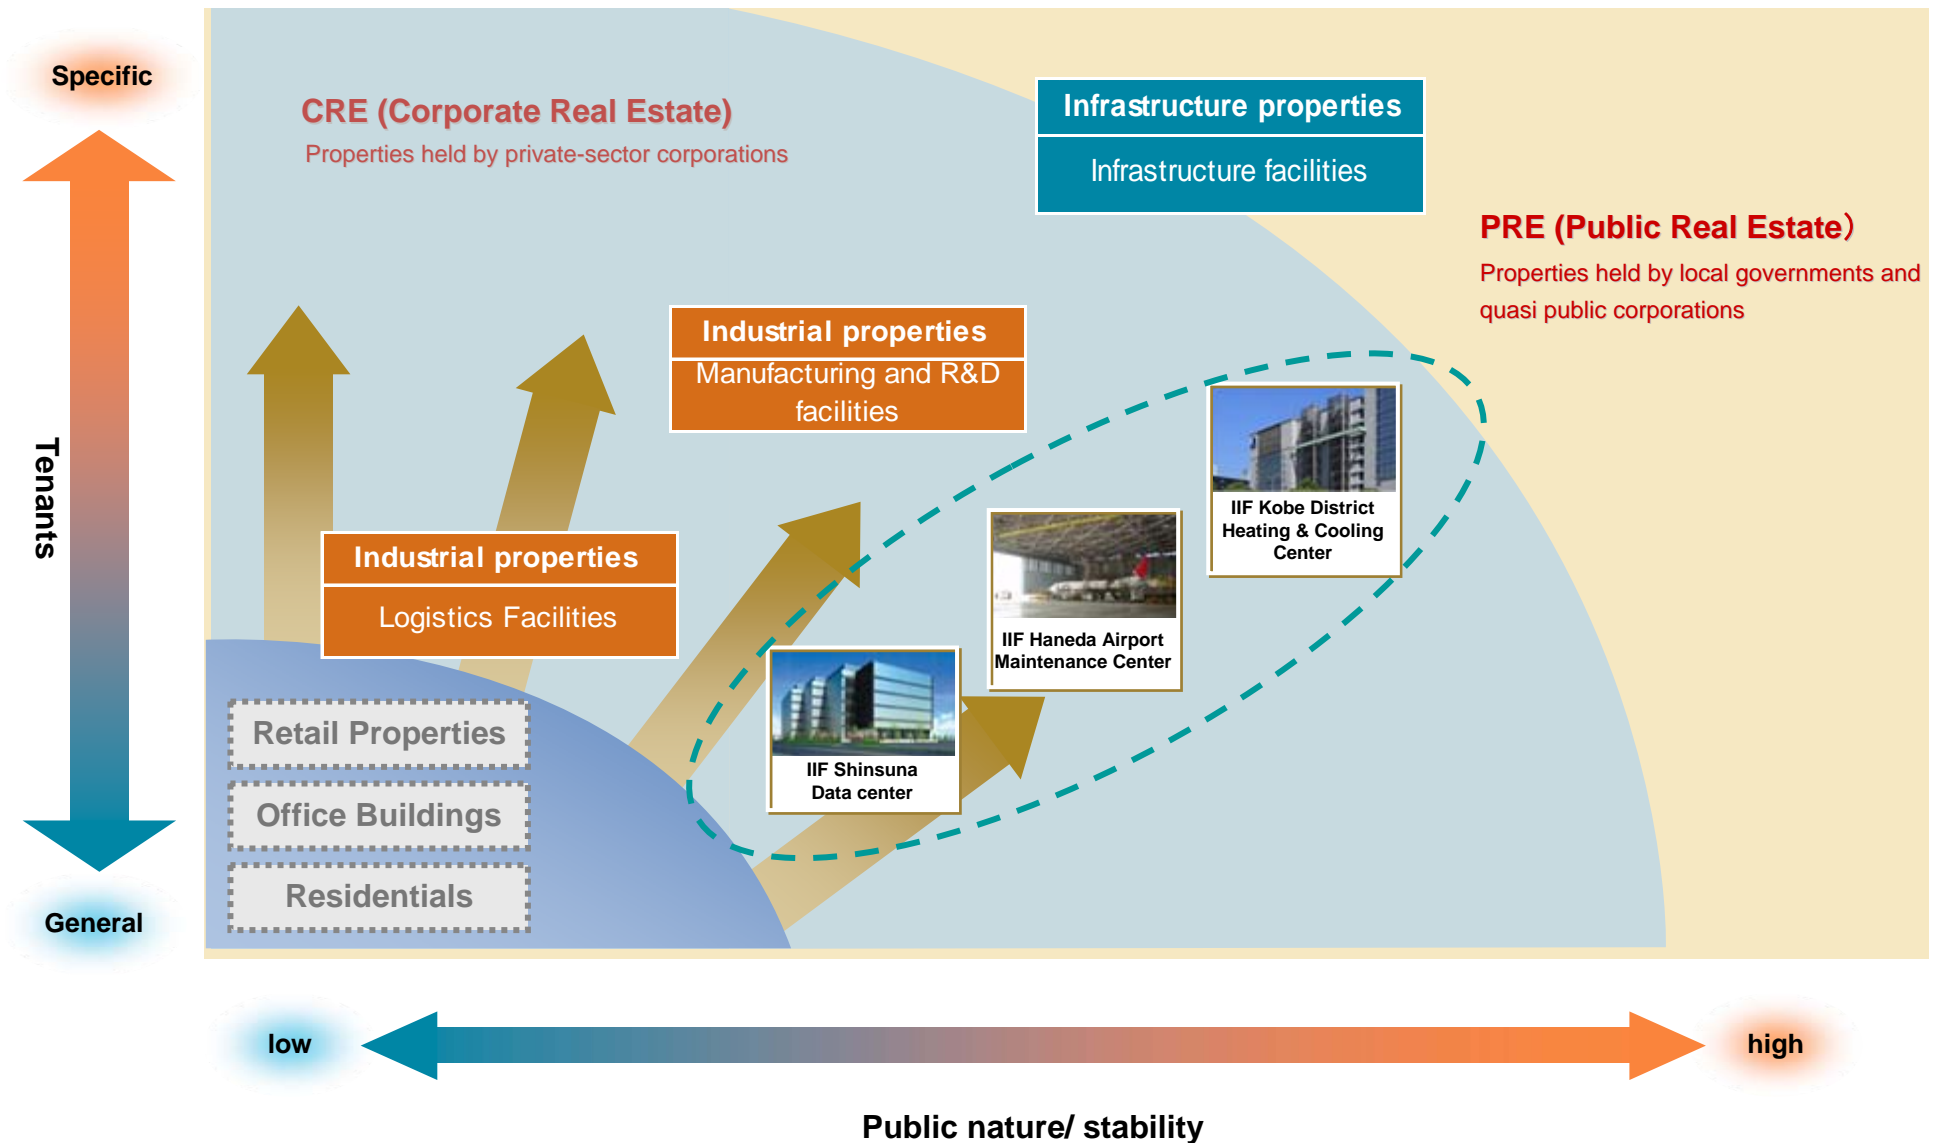 Specific
CRE (Corporate Real Estate)
Properties held by private-sector corporations
Infrastructure properties
Infrastructure facilities
PRE (Public Real Estate）
Properties held by local governments and
quasi public corporations
Industrial properties
Manufacturing and R&D
facilities
Tenants
IIF Kobe District
Heating & Cooling
Center
Industrial properties
Logistics Facilities
IIF Haneda Airport
Maintenance Center
IIF Shinsuna
Data center
Retail Properties
Office Buildings
Residentials
General
low
high
Public nature/ stability